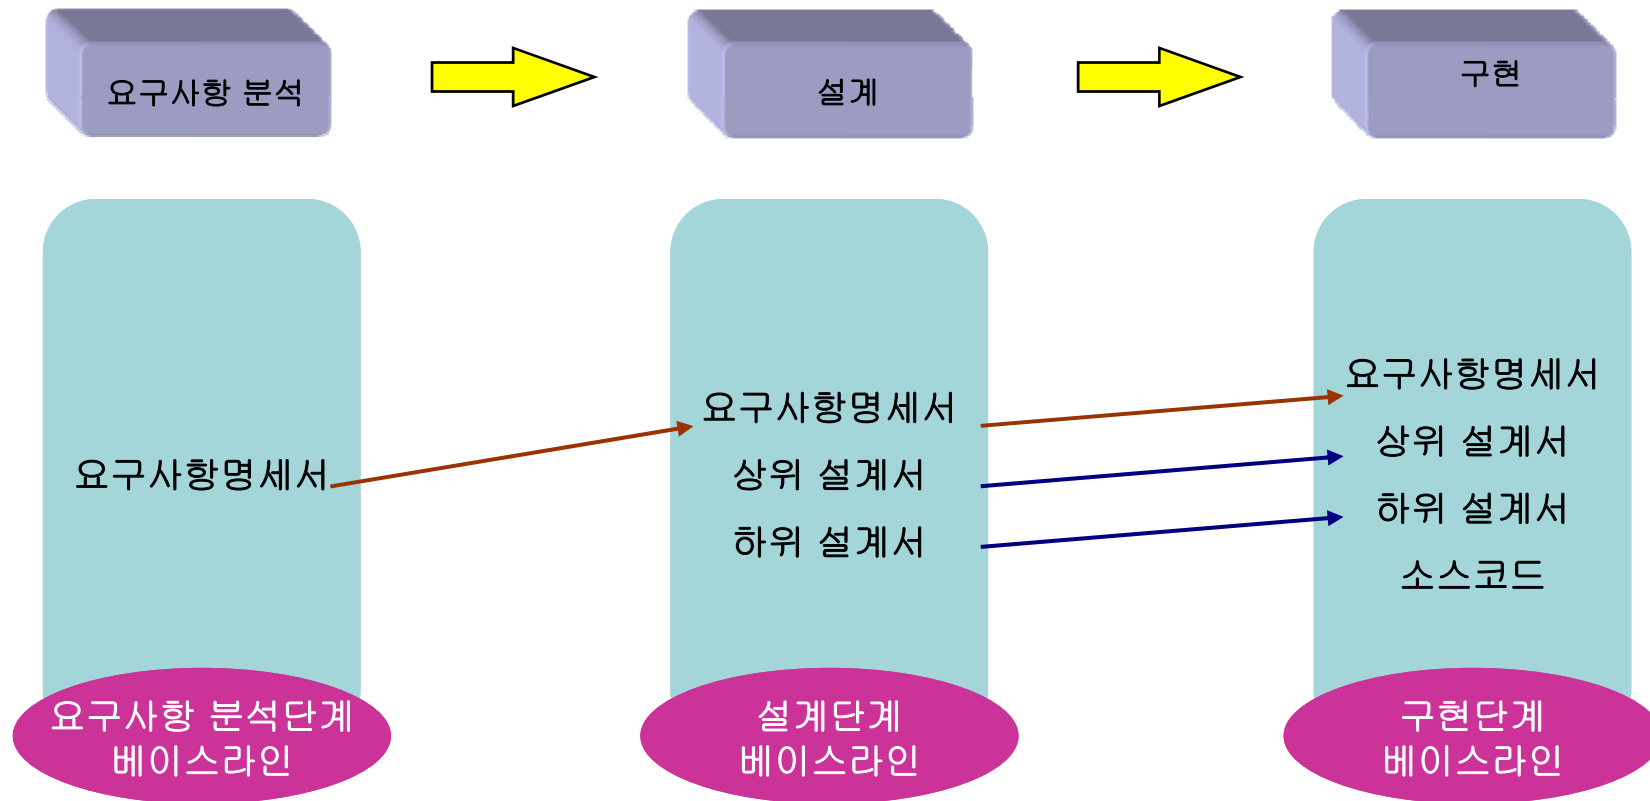 요구사항 분석
설계
구현
요구사항명세서
요구사항명세서
상위 설계서
하위 설계서
요구사항명세서
상위 설계서
하위 설계서
소스코드
요구사항 분석단계
베이스라인
설계단계
베이스라인
구현단계
베이스라인